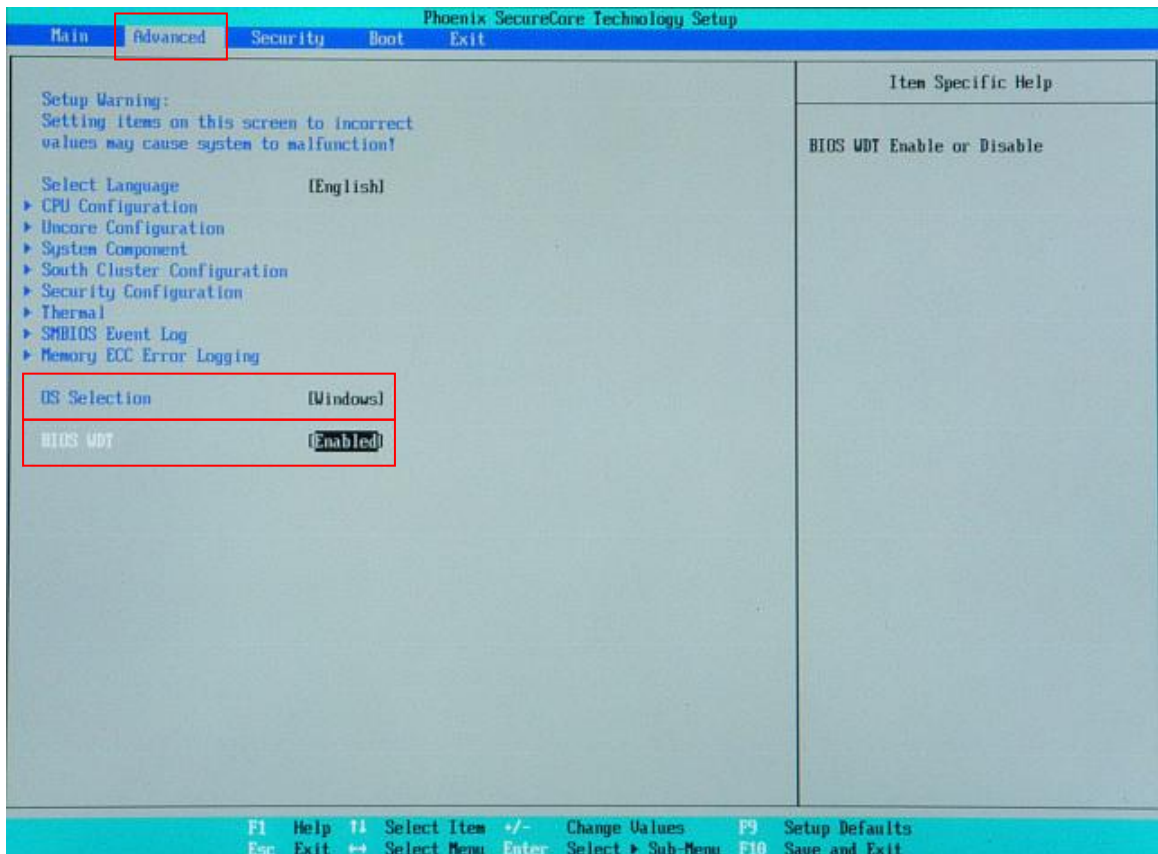 Phoenix SecureCore Technology Setup
Main Advanced Security Boot Exit
Item Specific Help
Setup Warning:
Setting items on this screen to incorrect
values may cause system to malfunction!
BIOS WDT Enable or Disable
Select Language [English]
▶ CPU Configuration
▶ Uncore Configuration
▶ System Component
▶ South Cluster Configuration
▶ Security Configuration
▶ Thermal
▶ SMBIOS Event Log
▶ Memory ECC Error Logging
OS Selection [Windows]
BIOS WDT [Enabled]
F1 Help ↑↓ Select Item +/- Change Values F9 Setup Defaults
Esc Exit ↔ Select Menu Enter Select ▶ Sub-Menu F10 Save and Exit